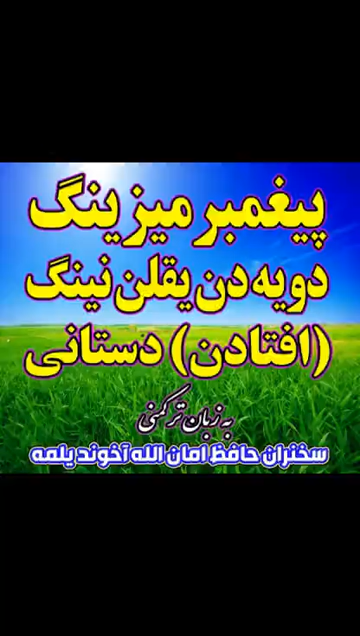 پیغمبر میزینگ
دویه دن یقلن نینگ
(افتادن) دستانی
به زبان ترکمنی
سخنران حافظ امان الله آخوند یلمه